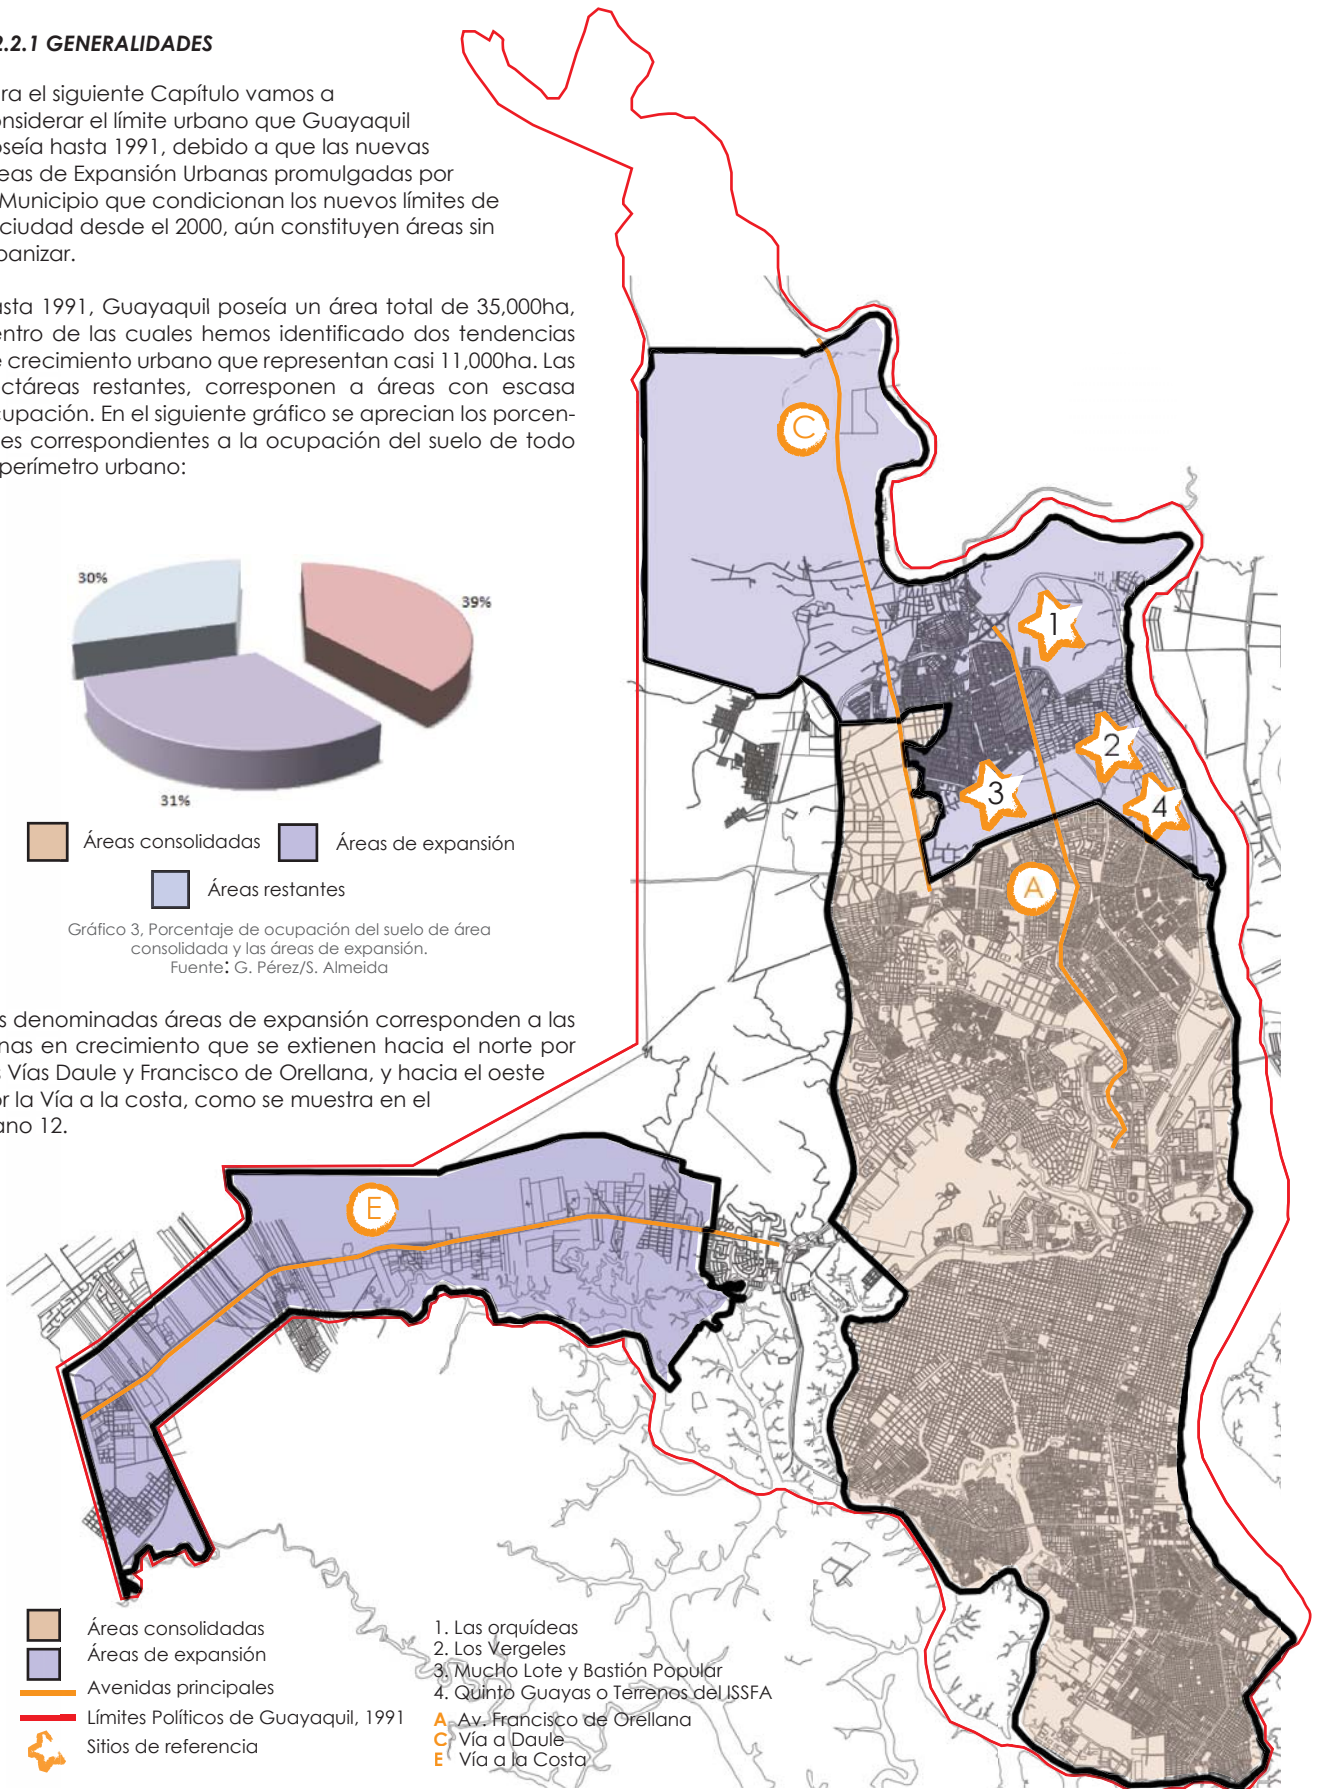 2.2.1 GENERALIDADES
ra el siguiente Capítulo vamos a
nsiderar el límite urbano que Guayaquil
seía hasta 1991, debido a que las nuevas
eas de Expansión Urbanas promulgadas por
Municipio que condicionan los nuevos límites de
ciudad desde el 2000, aún constituyen áreas sin
banizar.
asta 1991, Guayaquil poseía un área total de 35,000ha,
entro de las cuales hemos identificado dos tendencias
e crecimiento urbano que representan casi 11,000ha. Las
ctáreas restantes, corresponen a áreas con escasa
cupación. En el siguiente gráfico se aprecian los porcen-
es correspondientes a la ocupación del suelo de todo
perímetro urbano:
30%
39%
31%
Áreas consolidadas
Áreas de expansión
Áreas restantes
Gráfico 3, Porcentaje de ocupación del suelo de área
consolidada y las áreas de expansión.
Fuente: G. Pérez/S. Almeida
s denominadas áreas de expansión corresponden a las
nas en crecimiento que se extienen hacia el norte por
s Vías Daule y Francisco de Orellana, y hacia el oeste
or la Vía a la costa, como se muestra en el
ano 12.
C
1
2
3
4
A
E
Áreas consolidadas
Áreas de expansión
Avenidas principales
Límites Políticos de Guayaquil, 1991
Sitios de referencia
1. Las orquídeas
2. Los Vergeles
3. Mucho Lote y Bastión Popular
4. Quinto Guayas o Terrenos del ISSFA
A Av. Francisco de Orellana
C Vía a Daule
E Vía a la Costa